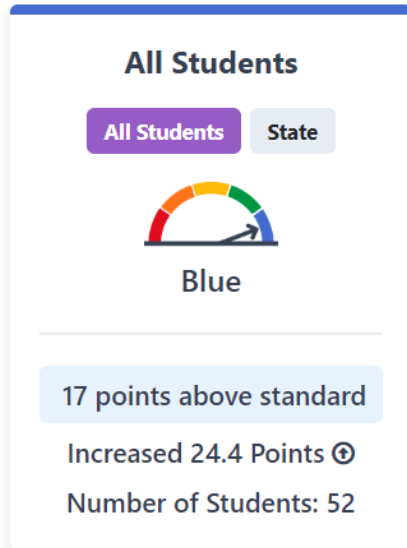 All Students
All Students State
Blue
17 points above standard
Increased 24.4 Points
Number of Students: 52